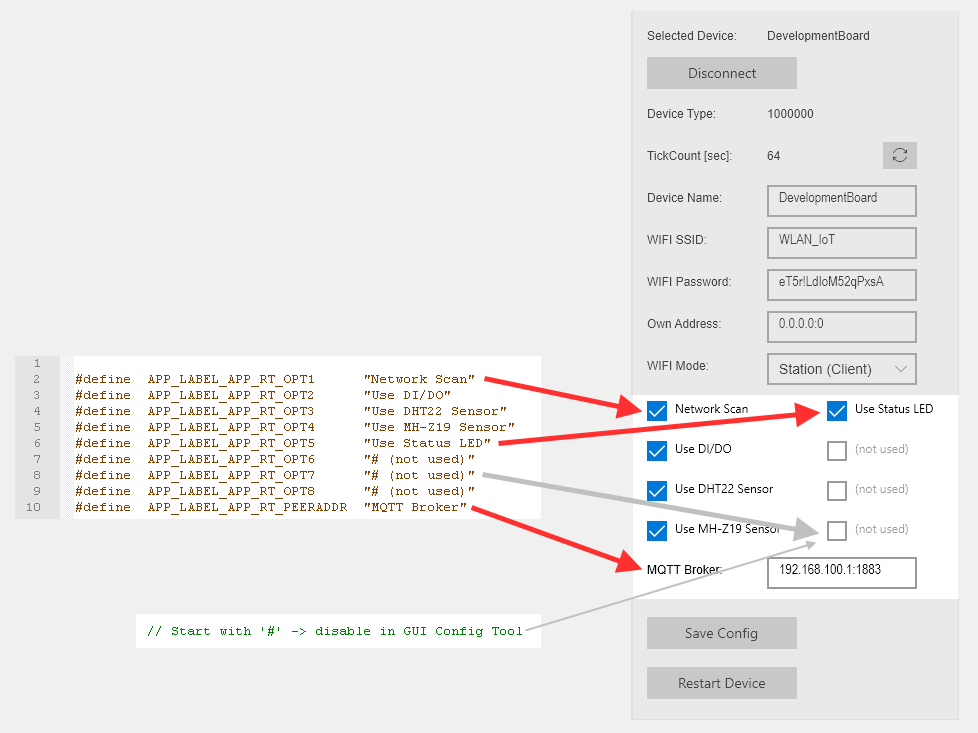 Selected Device: DevelopmentBoard
Disconnect
Device Type: 1000000
TickCount [sec]: 64
Device Name: DevelopmentBoard
WIFI SSID: WLAN_IoT
WIFI Password: eT5r!LdIoM52qPxsA
Own Address: 0.0.0.0:0
WIFI Mode: Station (Client)
1
2 #define APP_LABEL_APP_RT_OPT1 "Network Scan"
3 #define APP_LABEL_APP_RT_OPT2 "Use DI/DO"
4 #define APP_LABEL_APP_RT_OPT3 "Use DHT22 Sensor"
5 #define APP_LABEL_APP_RT_OPT4 "Use MH-Z19 Sensor"
6 #define APP_LABEL_APP_RT_OPT5 "Use Status LED"
7 #define APP_LABEL_APP_RT_OPT6 "# (not used)"
8 #define APP_LABEL_APP_RT_OPT7 "# (not used)"
9 #define APP_LABEL_APP_RT_OPT8 "# (not used)"
10 #define APP_LABEL_APP_RT_PEERADDR "MQTT Broker"
Network Scan Use Status LED
Use DI/DO (not used)
Use DHT22 Sensor (not used)
Use MH-Z19 Sensor (not used)
MQTT Broker: 192.168.100.1:1883
// Start with '#' -> disable in GUI Config Tool
Save Config
Restart Device